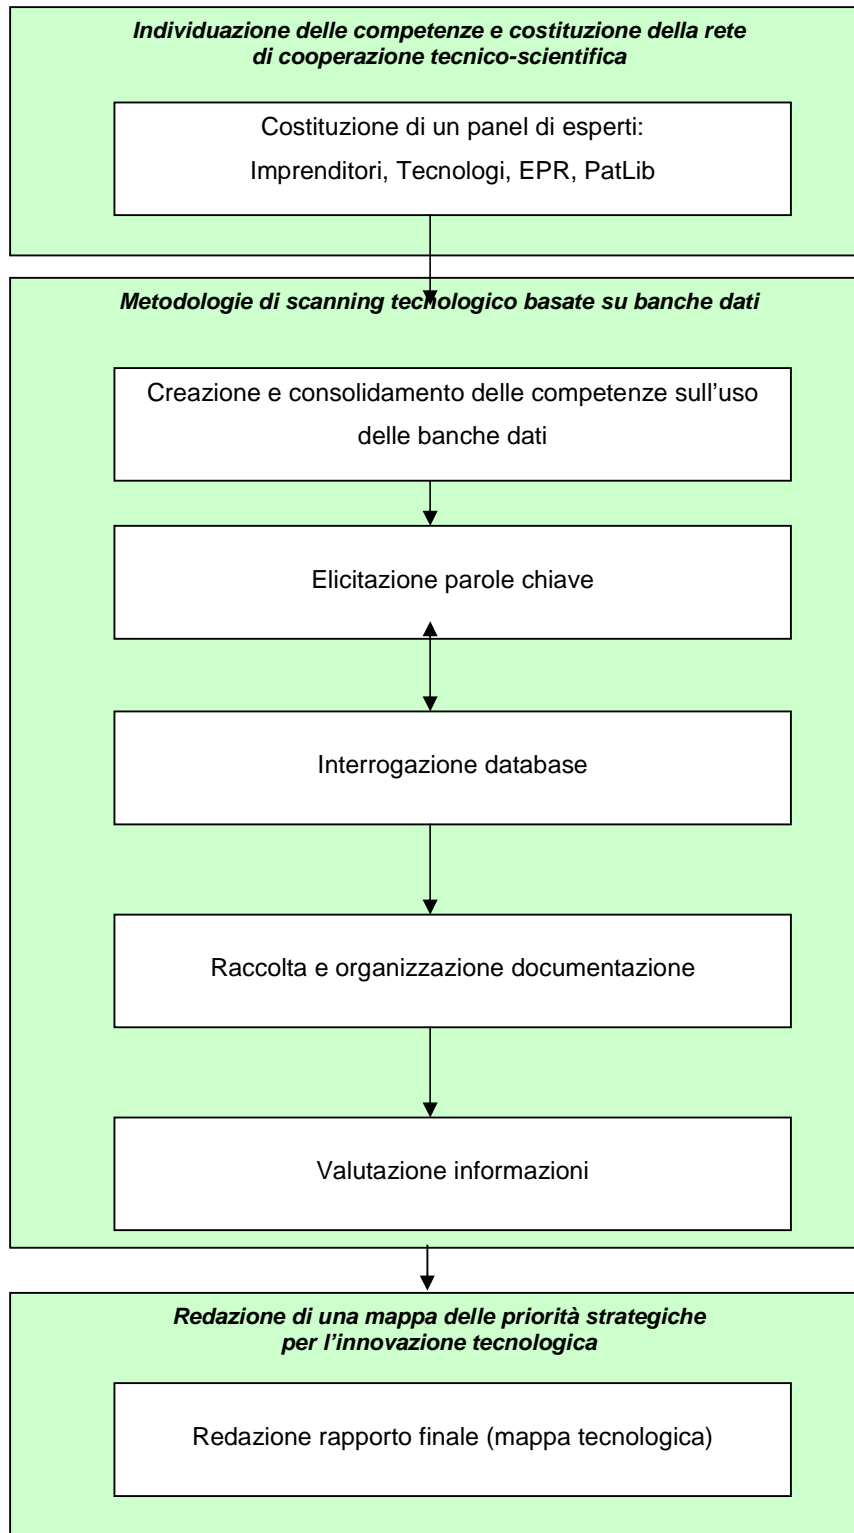 Individuazione delle competenze e costituzione della rete
di cooperazione tecnico-scientifica
Costituzione di un panel di esperti:
Imprenditori, Tecnologi, EPR, PatLib
Metodologie di scanning tecnologico basate su banche dati
Creazione e consolidamento delle competenze sull’uso
delle banche dati
Elicitazione parole chiave
Interrogazione database
Raccolta e organizzazione documentazione
Valutazione informazioni
Redazione di una mappa delle priorità strategiche
per l’innovazione tecnologica
Redazione rapporto finale (mappa tecnologica)